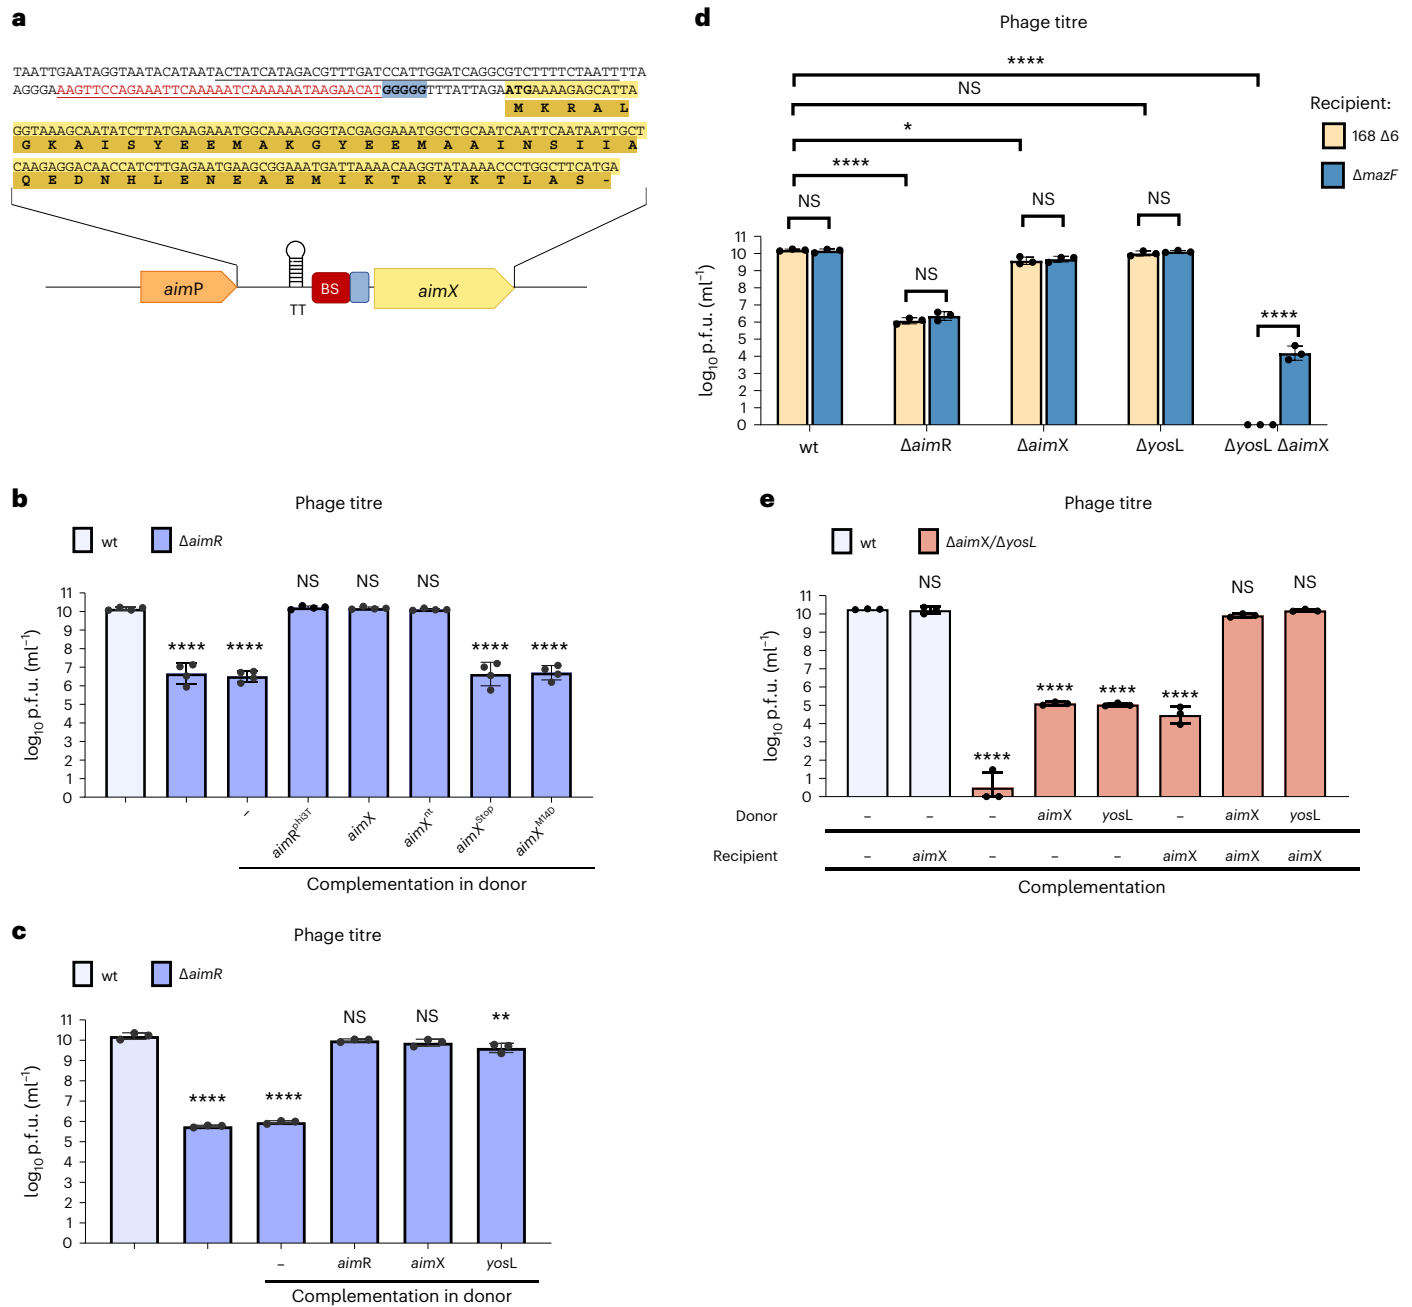 a
TAATTGAATAGGTAATACATAATACTATCATAGACGTTTGATCCATTGGATCAGGCGTCTTTTCTAATTTTA
AGGGAAAGTTCCAGAAATTCAAAAATCAAAAAATAAGAACATGGGGGTTTATTAGAATGAAAAGAGCATTA
M K R A L
GGTAAAGCAATATCTTATGAAGAAATGGCAAAAGGGTACGAGGAAATGGCTGCAATCAATTCAATAATTGCT
G K A I S Y E E M A K G Y E E M A A I N S I I A
CAAGAGGACAACCATCTTGAGAATGAAGCGGAAATGATTAAAACAAGGTATAAAACCCTGGCTTCATGA
Q E D N H L E N E A E M I K T R Y K T L A S -
aimP
TT
BS
aimX
b
Phage titre
wt
ΔaimR
NS NS NS
**** **** **** ****
log10 p.f.u. (ml−1)
11
10
9
8
7
6
5
4
3
2
1
0
– aimRphi3T aimX aimXnt aimXStop aimXM14D
Complementation in donor
c
Phage titre
wt
ΔaimR
**** **** NS NS **
log10 p.f.u. (ml−1)
11
10
9
8
7
6
5
4
3
2
1
0
– aimR aimX yosL
Complementation in donor
d
Phage titre
****
NS
*
****
NS NS NS NS ****
Recipient:
168 Δ6
ΔmazF
log10 p.f.u. (ml−1)
11
10
9
8
7
6
5
4
3
2
1
0
wt ΔaimR ΔaimX ΔyosL ΔyosL ΔaimX
e
Phage titre
wt
ΔaimX/ΔyosL
NS **** **** **** **** NS NS
log10 p.f.u. (ml−1)
11
10
9
8
7
6
5
4
3
2
1
0
Donor – – – aimX yosL – aimX yosL
Recipient – aimX – – – aimX aimX aimX
Complementation